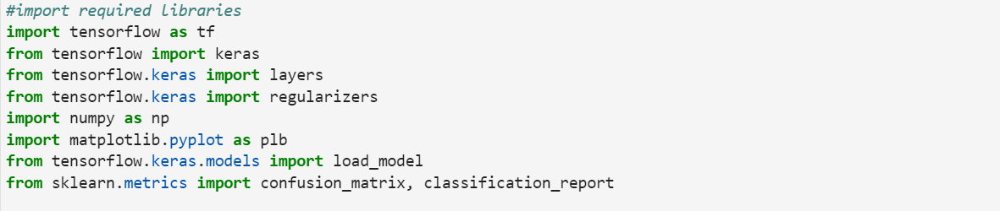 #import required libraries
import tensorflow as tf
from tensorflow import keras
from tensorflow.keras import layers
from tensorflow.keras import regularizers
import numpy as np
import matplotlib.pyplot as plb
from tensorflow.keras.models import load_model
from sklearn.metrics import confusion_matrix, classification_report